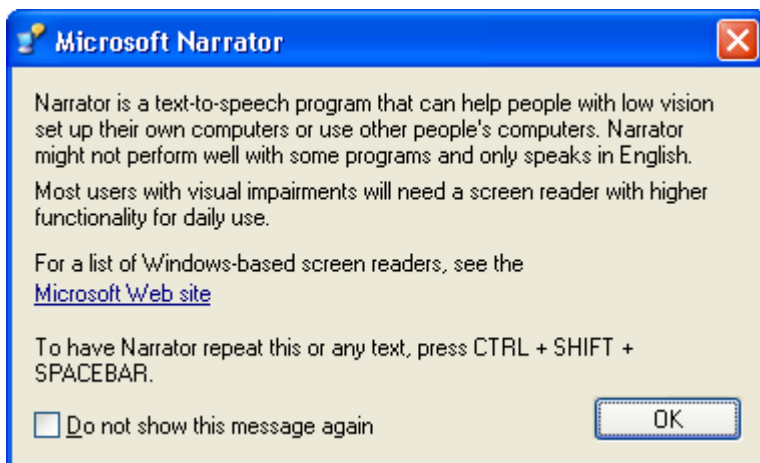 Microsoft Narrator
Narrator is a text-to-speech program that can help people with low vision
set up their own computers or use other people's computers. Narrator
might not perform well with some programs and only speaks in English.
Most users with visual impairments will need a screen reader with higher
functionality for daily use.
For a list of Windows-based screen readers, see the
Microsoft Web site
To have Narrator repeat this or any text, press CTRL + SHIFT +
SPACEBAR.
Do not show this message again
OK